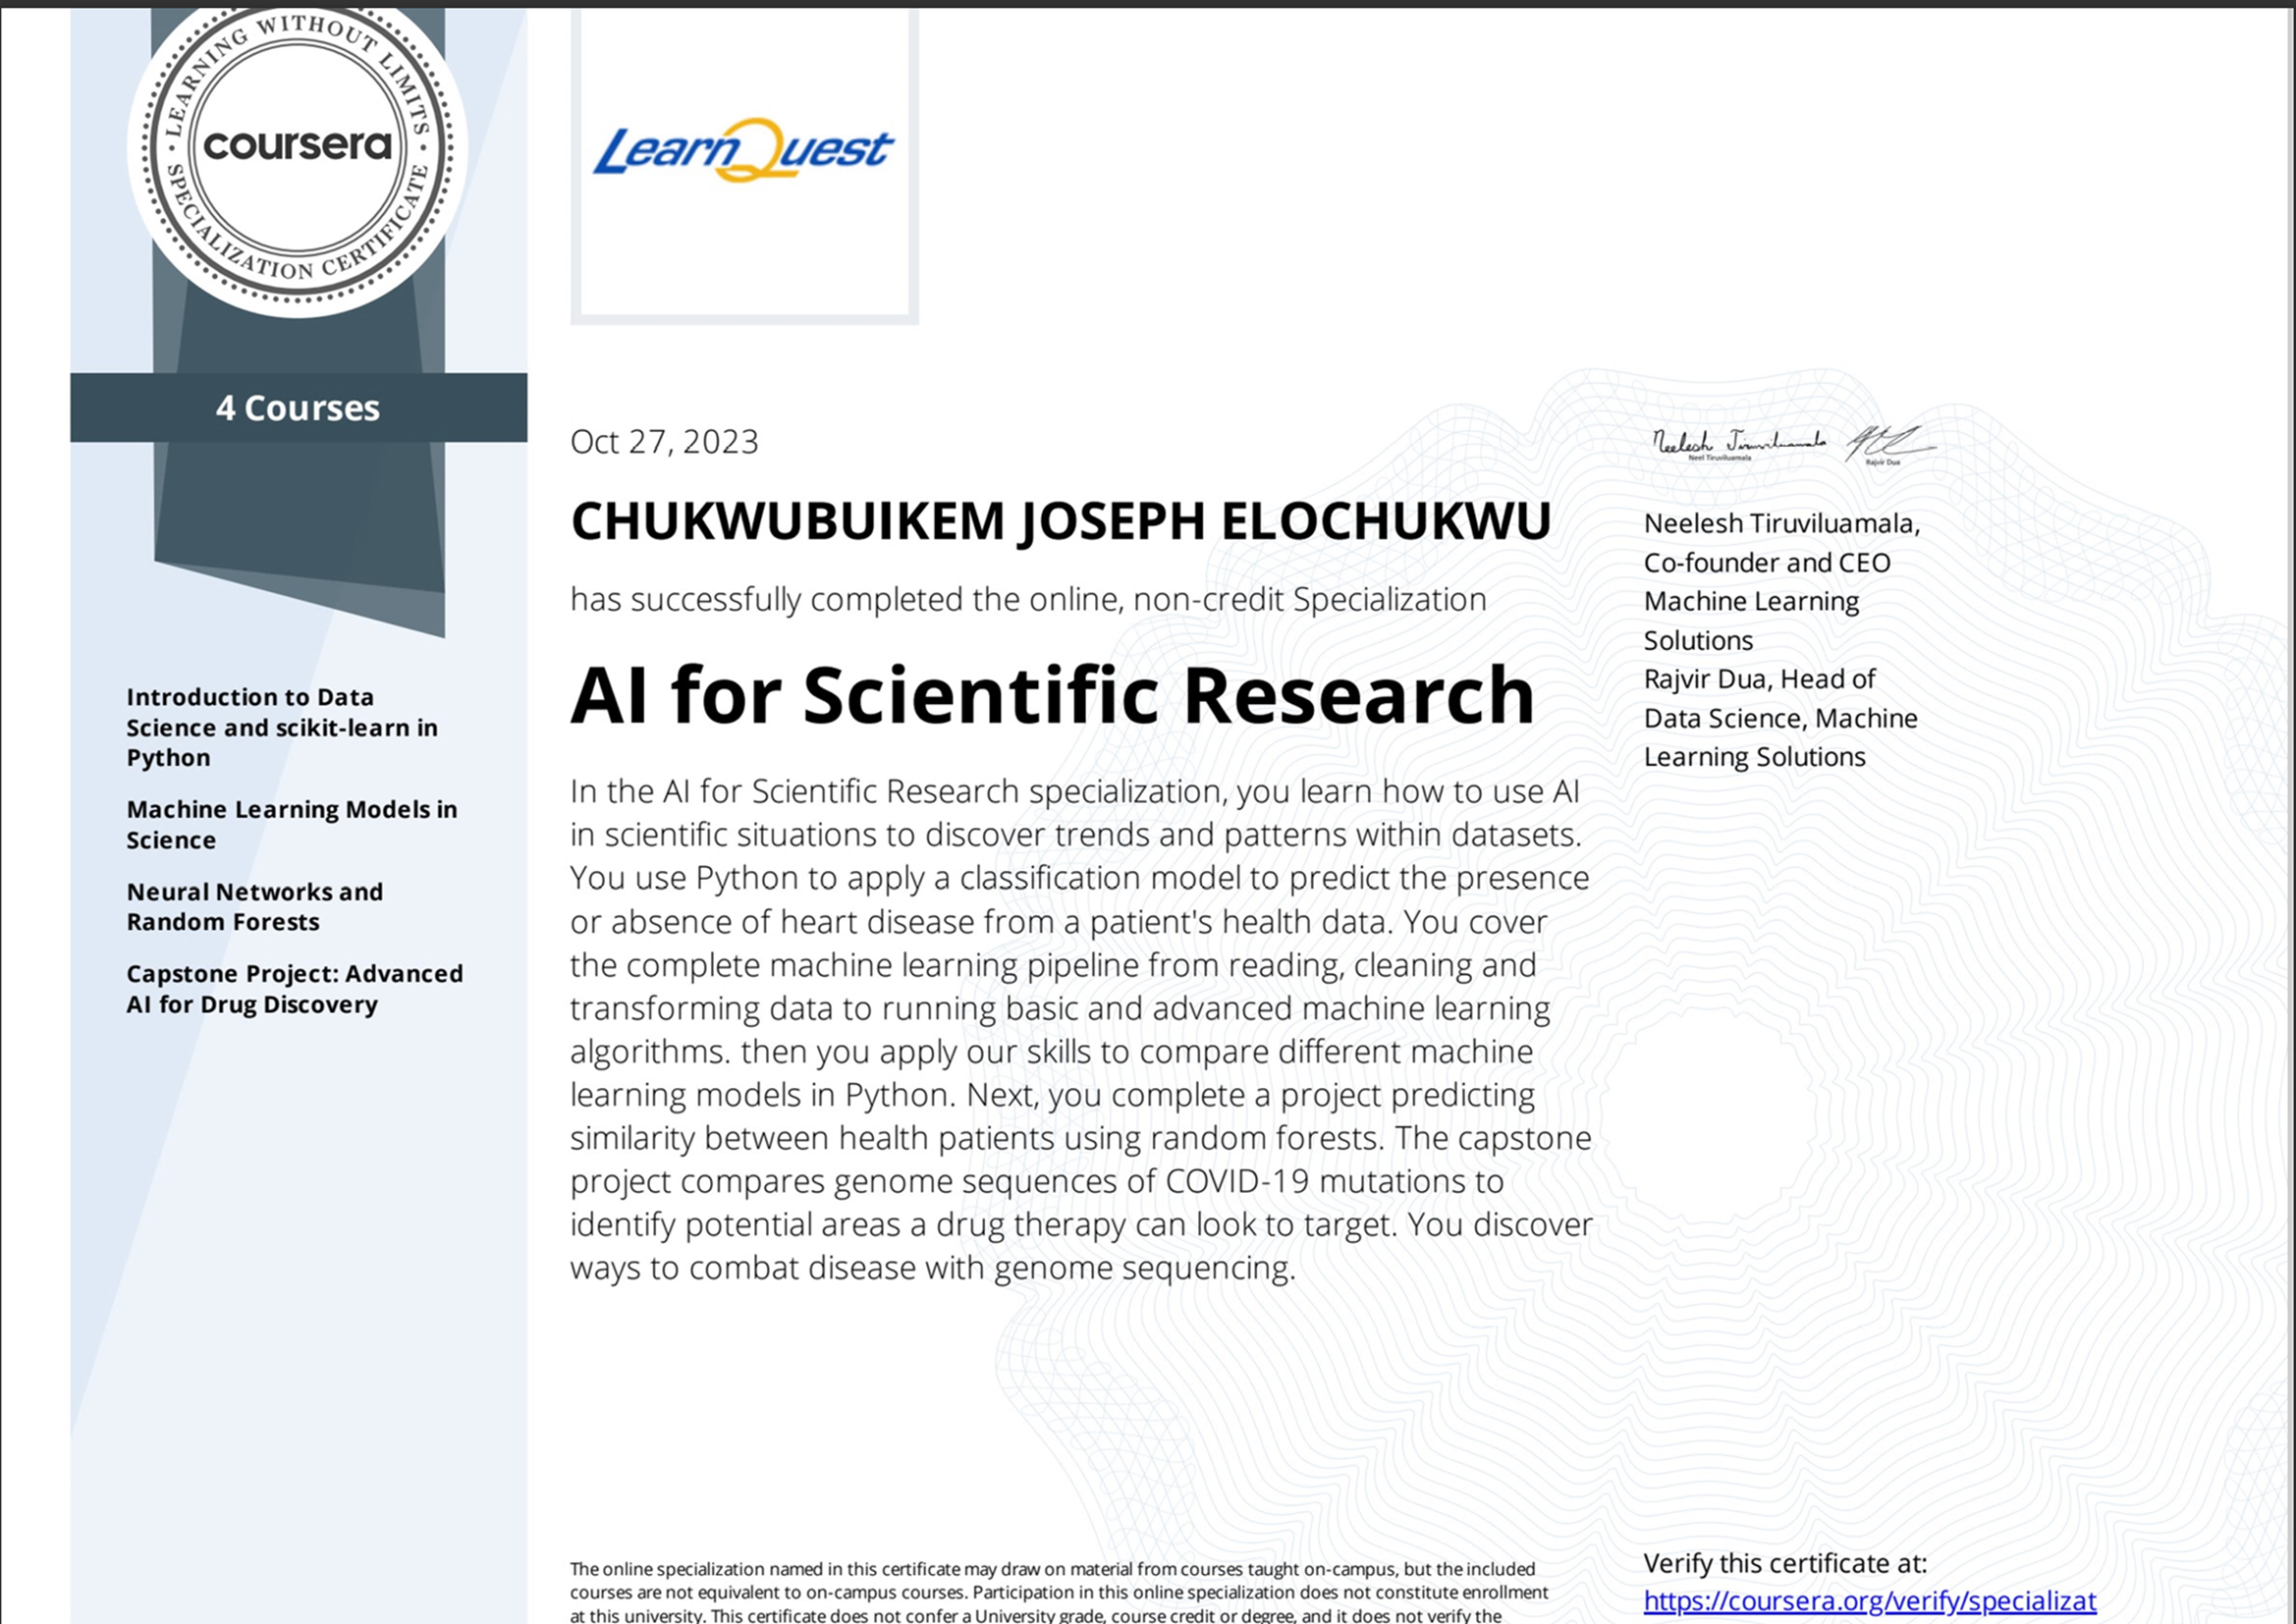 LEARNING WITHOUT LIMITS
coursera
SPECIALIZATION CERTIFICATE
4 Courses
Introduction to Data
Science and scikit-learn in
Python
Machine Learning Models in
Science
Neural Networks and
Random Forests
Capstone Project: Advanced
AI for Drug Discovery
LearnQuest
Oct 27, 2023
CHUKWUBUIKEM JOSEPH ELOCHUKWU
has successfully completed the online, non-credit Specialization
AI for Scientific Research
In the AI for Scientific Research specialization, you learn how to use AI
in scientific situations to discover trends and patterns within datasets.
You use Python to apply a classification model to predict the presence
or absence of heart disease from a patient's health data. You cover
the complete machine learning pipeline from reading, cleaning and
transforming data to running basic and advanced machine learning
algorithms. then you apply our skills to compare different machine
learning models in Python. Next, you complete a project predicting
similarity between health patients using random forests. The capstone
project compares genome sequences of COVID-19 mutations to
identify potential areas a drug therapy can look to target. You discover
ways to combat disease with genome sequencing.
Neelesh Tiruviluamala
Neel Tiruviluamala
Rajvir Dua
Neelesh Tiruviluamala,
Co-founder and CEO
Machine Learning
Solutions
Rajvir Dua, Head of
Data Science, Machine
Learning Solutions
The online specialization named in this certificate may draw on material from courses taught on-campus, but the included
courses are not equivalent to on-campus courses. Participation in this online specialization does not constitute enrollment
at this university. This certificate does not confer a University grade, course credit or degree, and it does not verify the
Verify this certificate at:
https://coursera.org/verify/specializat